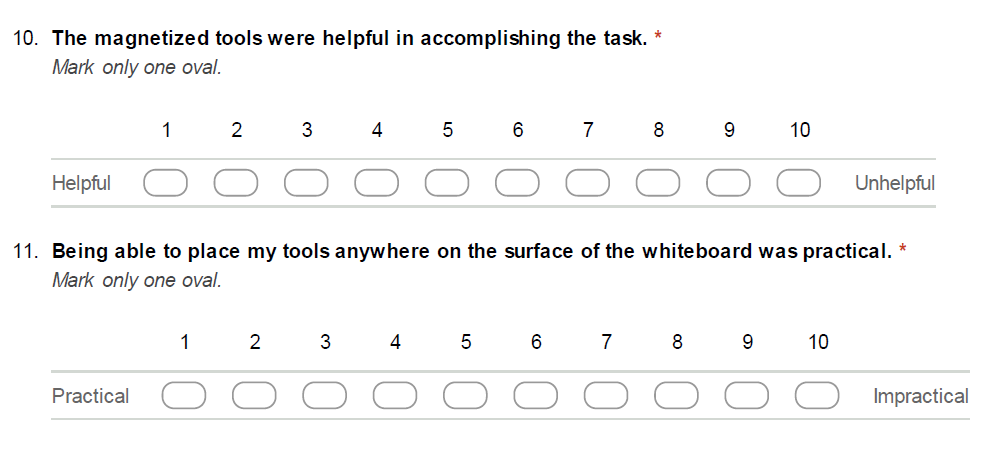 10. The magnetized tools were helpful in accomplishing the task. *
Mark only one oval.
1 2 3 4 5 6 7 8 9 10
Helpful Unhelpful
11. Being able to place my tools anywhere on the surface of the whiteboard was practical. *
Mark only one oval.
1 2 3 4 5 6 7 8 9 10
Practical Impractical